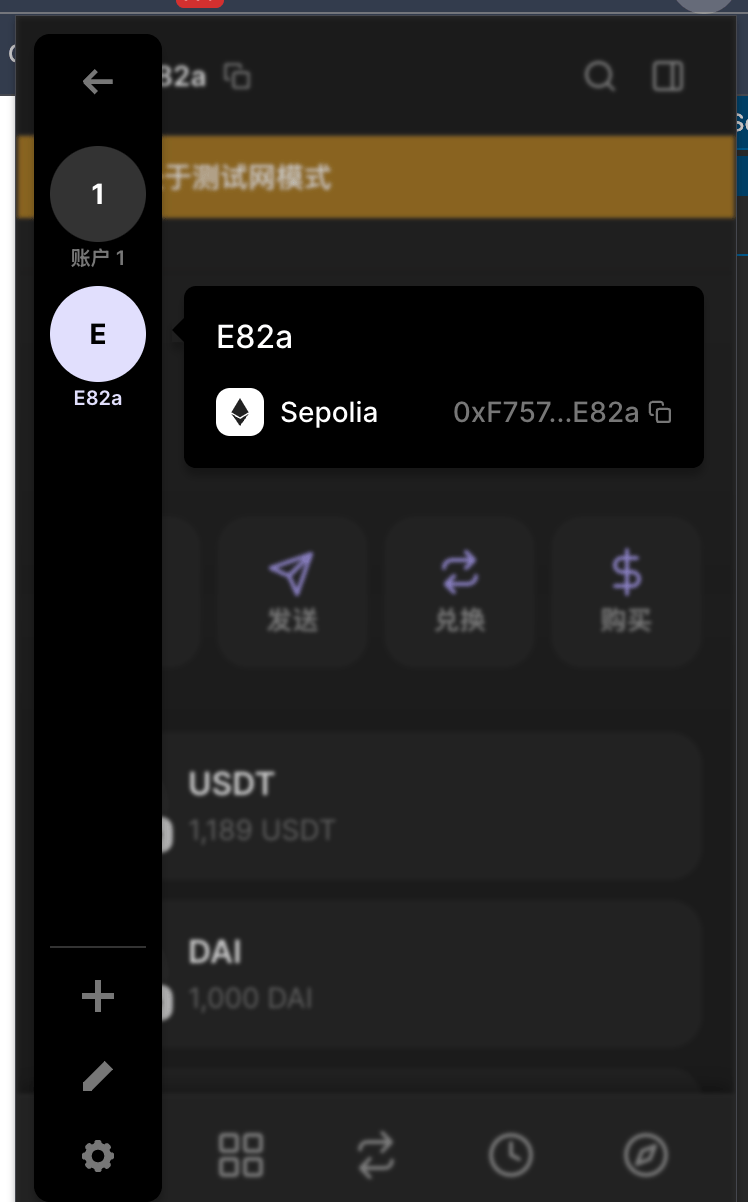 82a
于测试网模式
1
账户 1
E
E82a
E82a
Sepolia 0xF757...E82a
发送
兑换
购买
USDT
1,189 USDT
DAI
1,000 DAI